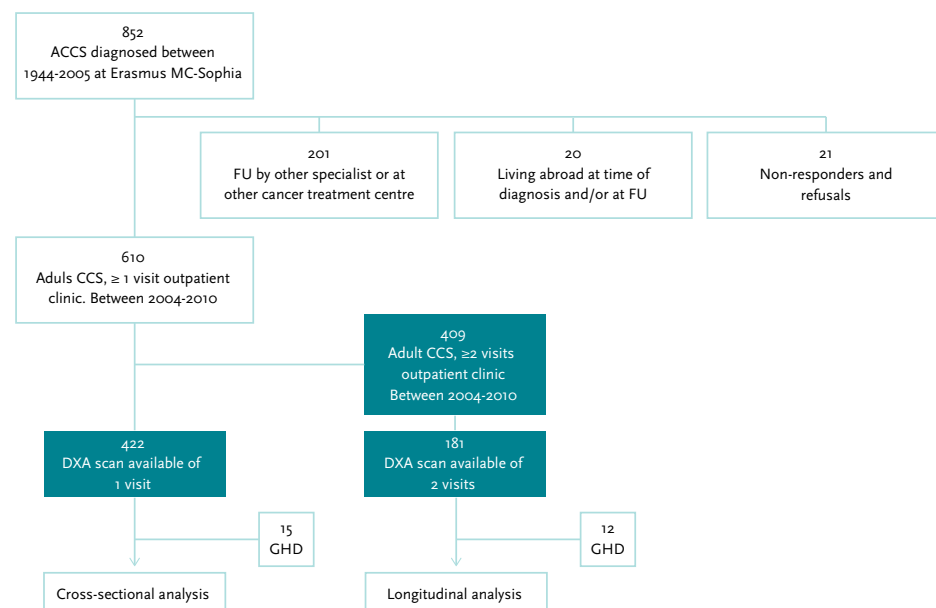 852
ACCS diagnosed between
1944-2005 at Erasmus MC-Sophia
201
FU by other specialist or at
other cancer treatment centre
20
Living abroad at time of
diagnosis and/or at FU
21
Non-responders and
refusals
610
Aduls CCS, ≥ 1 visit outpatient
clinic. Between 2004-2010
409
Adult CCS, ≥2 visits
outpatient clinic
Between 2004-2010
422
DXA scan available of
1 visit
181
DXA scan available of
2 visits
15
GHD
12
GHD
Cross-sectional analysis
Longitudinal analysis